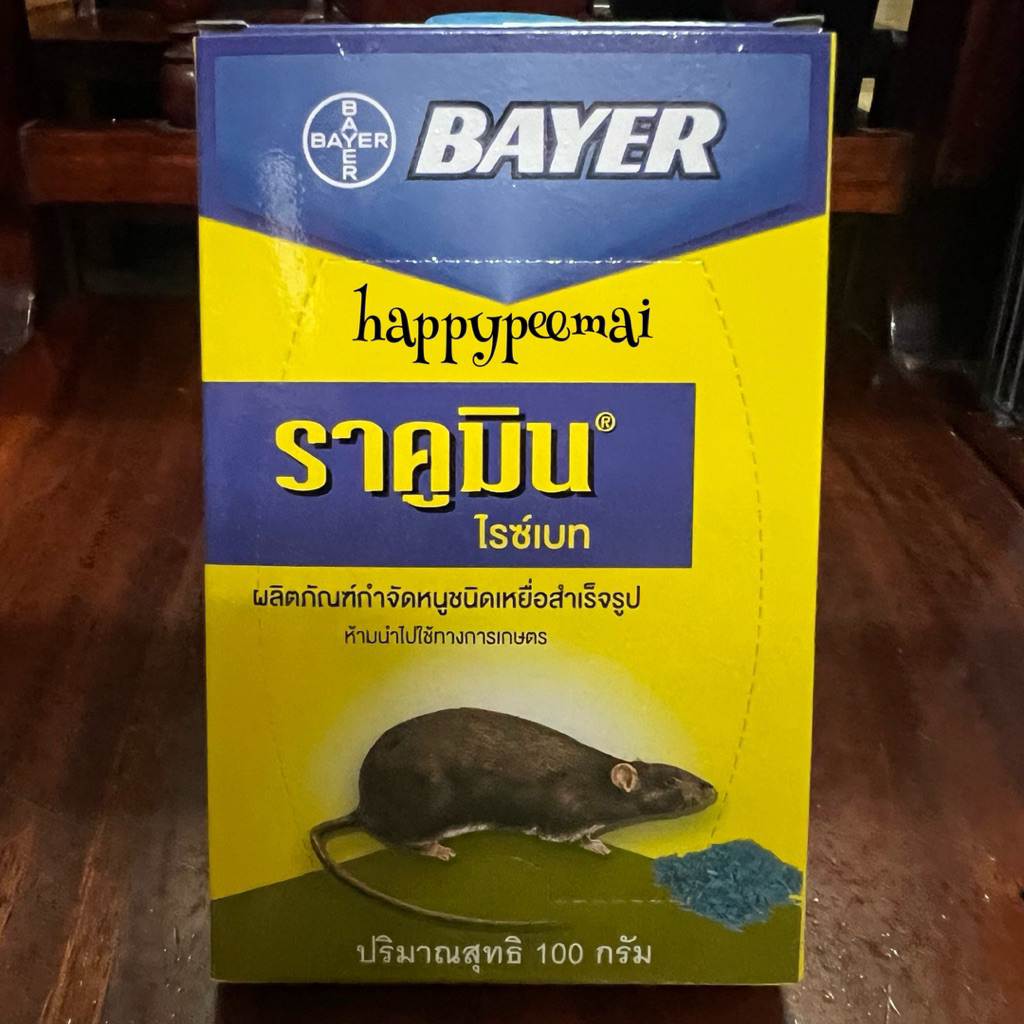 BAYER
BAYER BAYER
happypeemai
ราคูมิน®
ไรซ์เบท
ผลิตภัณฑ์กำจัดหนูชนิดเหยื่อสำเร็จรูป
ห้ามนำไปใช้ทางการเกษตร
ปริมาณสุทธิ 100 กรัม